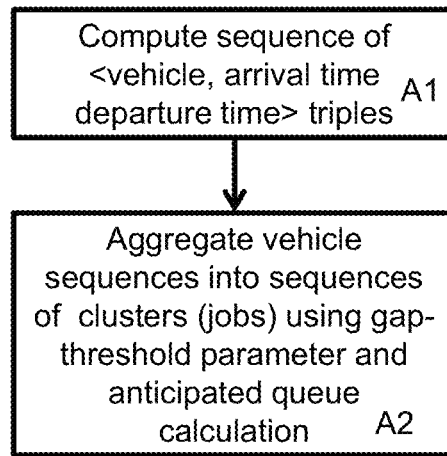 Compute sequence of
<vehicle, arrival time
departure time> triples
A1
Aggregate vehicle
sequences into sequences
of clusters (jobs) using gap-
threshold parameter and
anticipated queue
calculation
A2